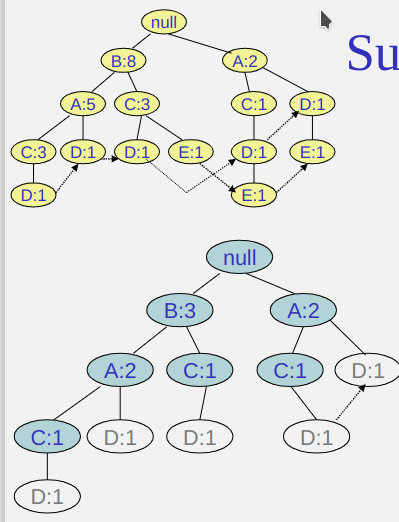 null
Su
B:8 A:2
A:5 C:3 C:1 D:1
C:3 D:1 D:1 E:1 D:1 E:1
D:1 E:1
null
B:3 A:2
A:2 C:1 C:1 D:1
C:1 D:1 D:1 D:1
D:1